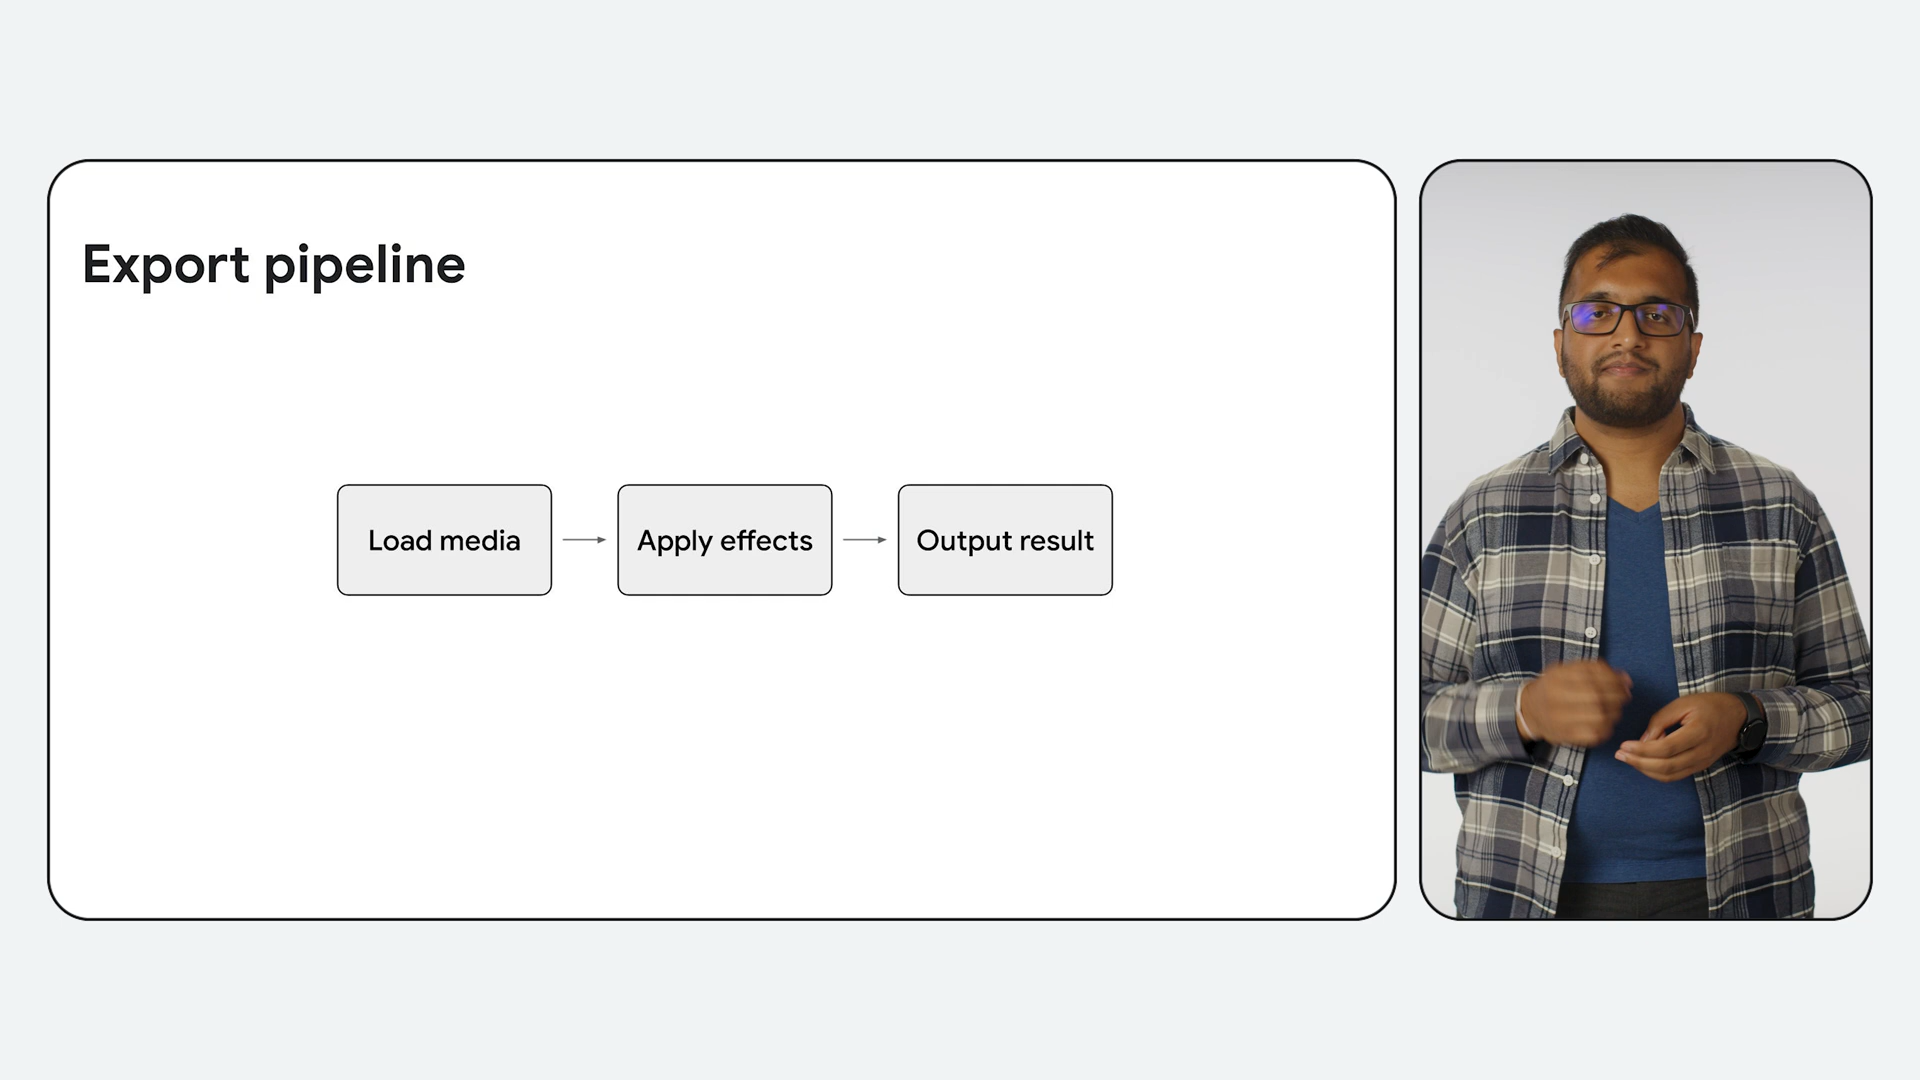 Export pipeline
Load media
Apply effects
Output result